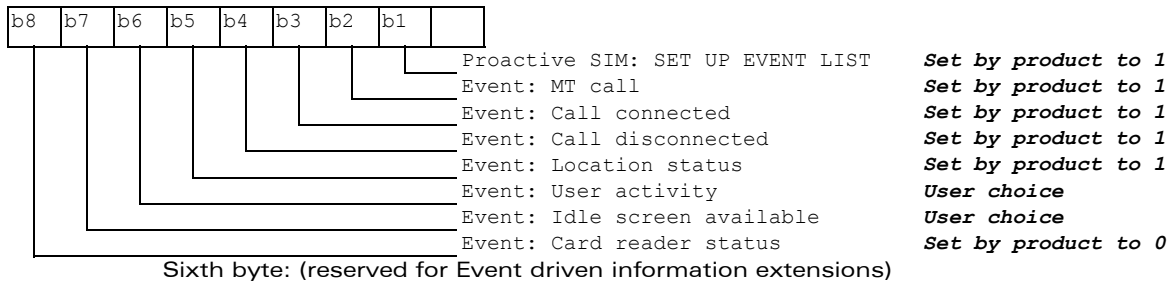 b8 b7 b6 b5 b4 b3 b2 b1
Proactive SIM: SET UP EVENT LIST Set by product to 1
Event: MT call Set by product to 1
Event: Call connected Set by product to 1
Event: Call disconnected Set by product to 1
Event: Location status Set by product to 1
Event: User activity User choice
Event: Idle screen available User choice
Event: Card reader status Set by product to 0
Sixth byte: (reserved for Event driven information extensions)